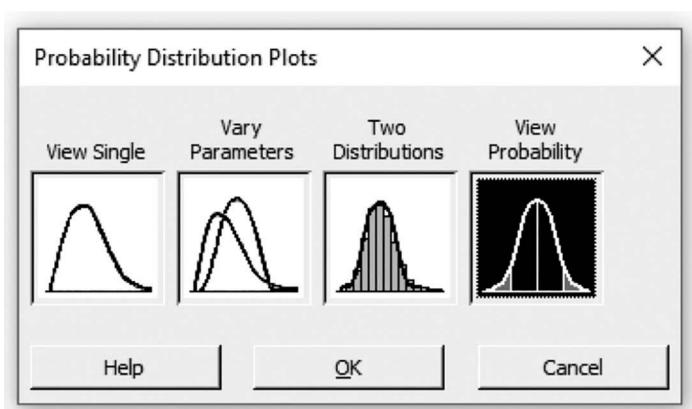 Probability Distribution Plots
View Single
Vary
Parameters
Two
Distributions
View
Probability
Help
OK
Cancel